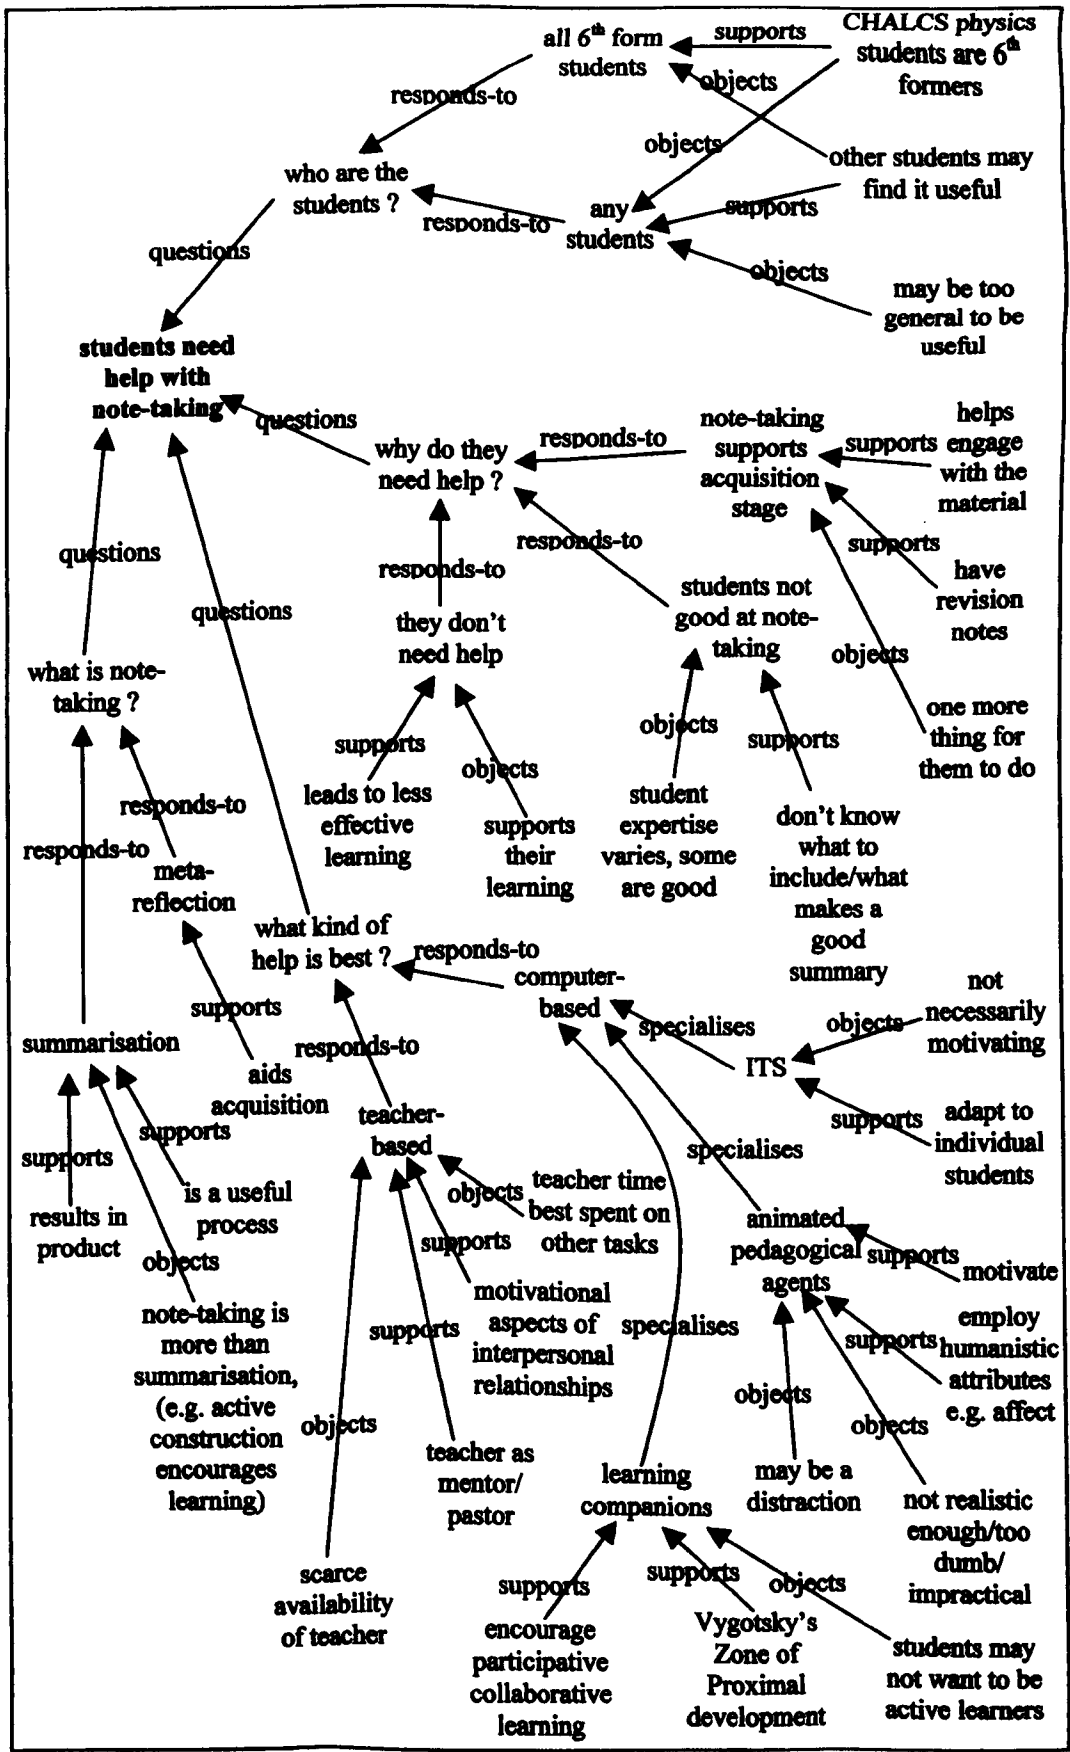 all 6th form
students
supports
CHALCS physics
students are 6th
formers
objects
responds-to
objects
other students may
find it useful
who are the
students ?
responds-to
any
students
supports
questions
objects
may be too
general to be
useful
students need
help with
note-taking
questions
why do they
need help ?
responds-to
note-taking
supports
acquisition
stage
supports
helps
engage
with the
material
questions
questions
responds-to
responds-to
supports
have
revision
notes
they don't
need help
students not
good at note-
taking
objects
one more
thing for
them to do
what is note-
taking ?
supports
objects
objects
supports
leads to less
effective
learning
supports
their
learning
student
expertise
varies, some
are good
don't know
what to
include/what
makes a
good
summary
responds-to
responds-to
meta-
reflection
what kind of
help is best ?
responds-to
computer-
based
specialises
objects
not
necessarily
motivating
supports
summarisation
aids
acquisition
responds-to
ITS
supports
adapt to
individual
students
teacher-
based
supports
supports
specialises
results in
product
is a useful
process
objects
objects
teacher time
best spent on
other tasks
supports
animated
pedagogical
agents
supports
motivate
note-taking is
more than
summarisation,
(e.g. active
construction
encourages
learning)
motivational
aspects of
interpersonal
relationships
supports
specialises
supports
employ
humanistic
attributes
e.g. affect
objects
objects
objects
teacher as
mentor/
pastor
learning
companions
may be a
distraction
not realistic
enough/too
dumb/
impractical
scarce
availability
of teacher
supports
supports
objects
encourage
participative
collaborative
learning
Vygotsky's
Zone of
Proximal
development
students may
not want to be
active learners